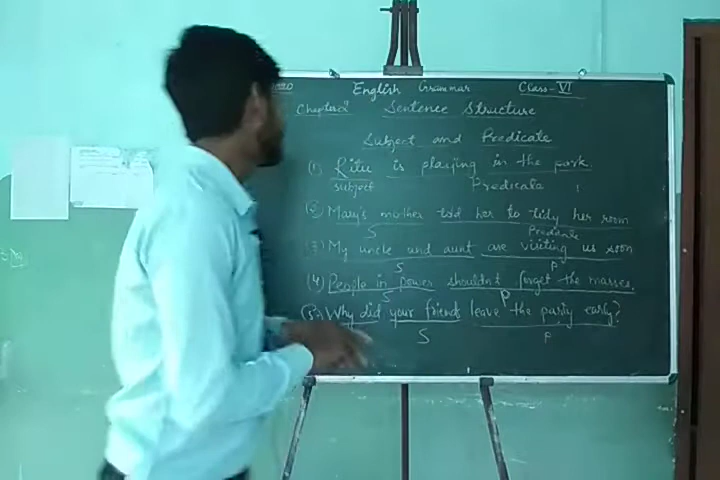 English Grammar Class-VI
Chapter 2 Sentence Structure
Subject and Predicate
(1) Ritu is playing in the park.
Subject Predicate
(2) Mary's mother told her to tidy her room
S Predicate
(3) My uncle and aunt are visiting us soon
S P
(4) People in power shouldn't forget the masses.
S P
(5) Why did your friends leave the party early?
S P